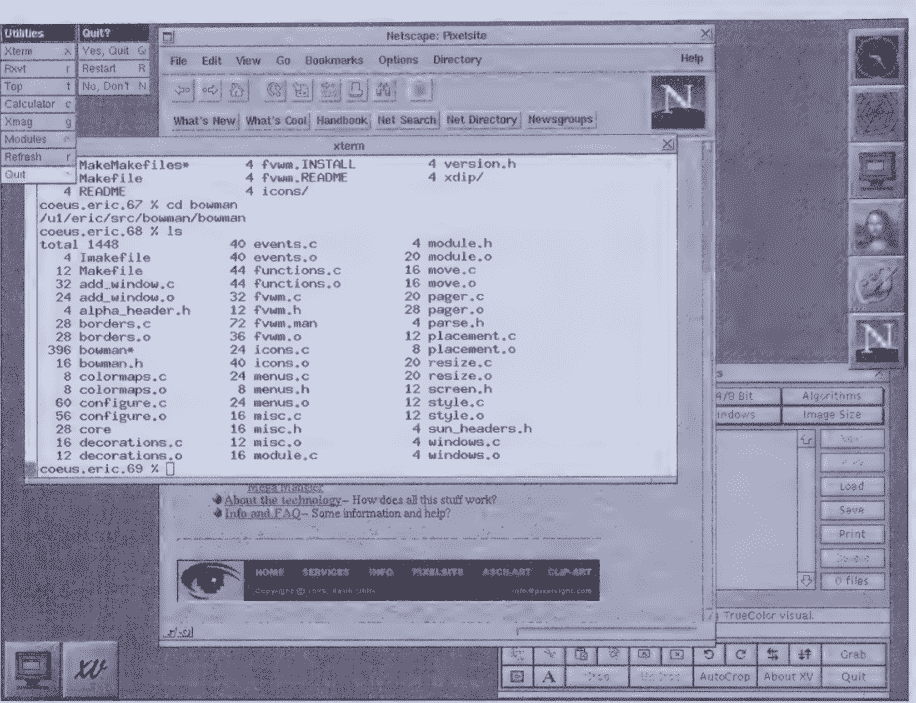 Utilities
Xterm x
Rxvt r
Top t
Calculator c
Xmag g
Modules
Refresh r
Quit
Quit?
Yes, Quit G
Restart R
No, Don't N
Netscape: Pixelsite
File Edit View Go Bookmarks Options Directory Help
N
What's New What's Cool Handbook Net Search Net Directory Newsgroups
xterm
MakeMakefiles* 4 fvwm.INSTALL 4 version.h
Makefile 4 fvwm.README 4 xdip/
4 README 4 icons/
coeus.eric.67 % cd bowman
/u1/eric/src/bowman/bowman
coeus.eric.68 % ls
total 1448 40 events.c 4 module.h
4 Imakefile 40 events.o 20 module.o
12 Makefile 44 functions.c 16 move.c
32 add_window.c 44 functions.o 16 move.o
24 add_window.o 32 fvwm.c 20 pager.c
4 alpha_header.h 12 fvwm.h 28 pager.o
28 borders.c 72 fvwm.man 4 parse.h
28 borders.o 36 fvwm.o 12 placement.c
396 bowman* 24 icons.c 8 placement.o
16 bowman.h 40 icons.o 20 resize.c
8 colormaps.c 24 menus.c 20 resize.o
8 colormaps.o 8 menus.h 12 screen.h
60 configure.c 24 menus.o 12 style.c
56 configure.o 16 misc.c 12 style.o
28 core 16 misc.h 4 sun_headers.h
16 decorations.c 12 misc.o 4 windows.c
12 decorations.o 16 module.c 4 windows.o
coeus.eric.69 %
About the technology– How does all this stuff work?
Info and FAQ– Some information and help?
HOME SERVICES INFO PIXELSITE ASCII-ART CLIP-ART
N
s
4/8 Bit Algorithms
indows Image Size
Load
Save
Print
0 files
TrueColor visual.
Grab
A AutoCrop About XV Quit
xv